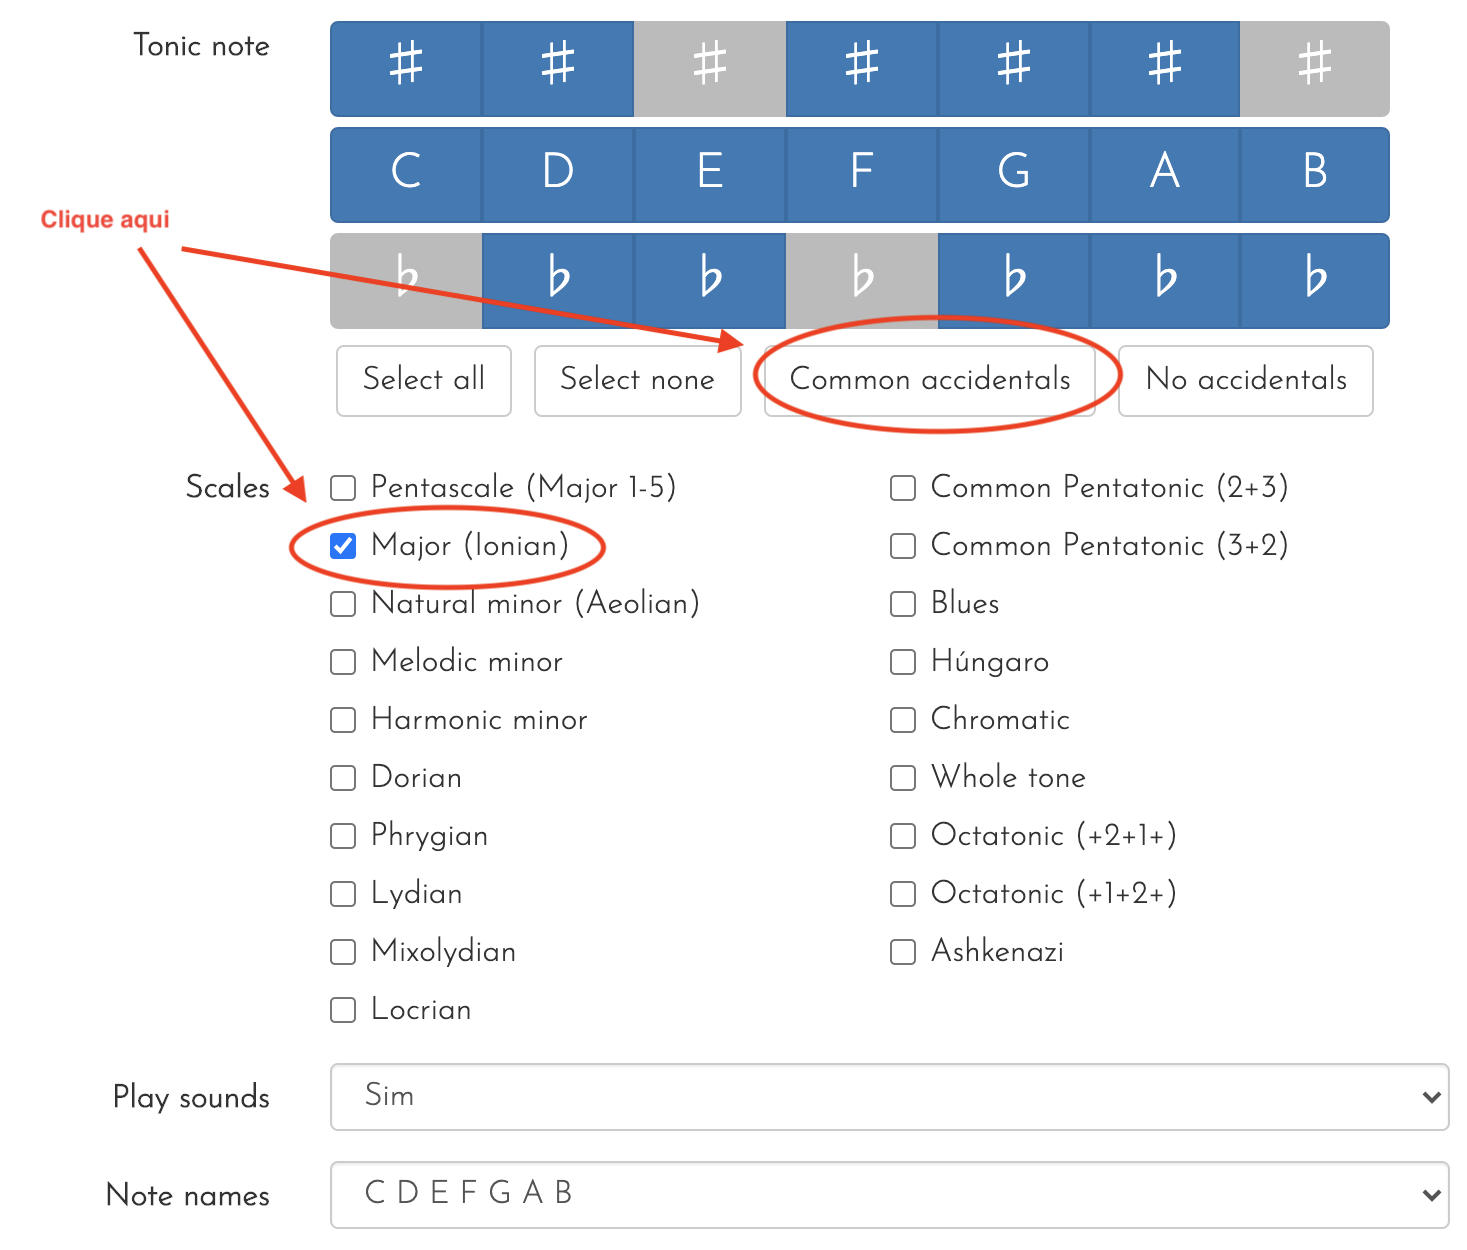 Tonic note
♯ ♯ ♯ ♯ ♯ ♯ ♯
C D E F G A B
Clique aqui
♭ ♭ ♭ ♭ ♭ ♭ ♭
Select all Select none Common accidentals No accidentals
Scales
Pentascale (Major 1-5)
Major (Ionian)
Natural minor (Aeolian)
Melodic minor
Harmonic minor
Dorian
Phrygian
Lydian
Mixolydian
Locrian
Common Pentatonic (2+3)
Common Pentatonic (3+2)
Blues
Húngaro
Chromatic
Whole tone
Octatonic (+2+1+)
Octatonic (+1+2+)
Ashkenazi
Play sounds Sim
Note names C D E F G A B